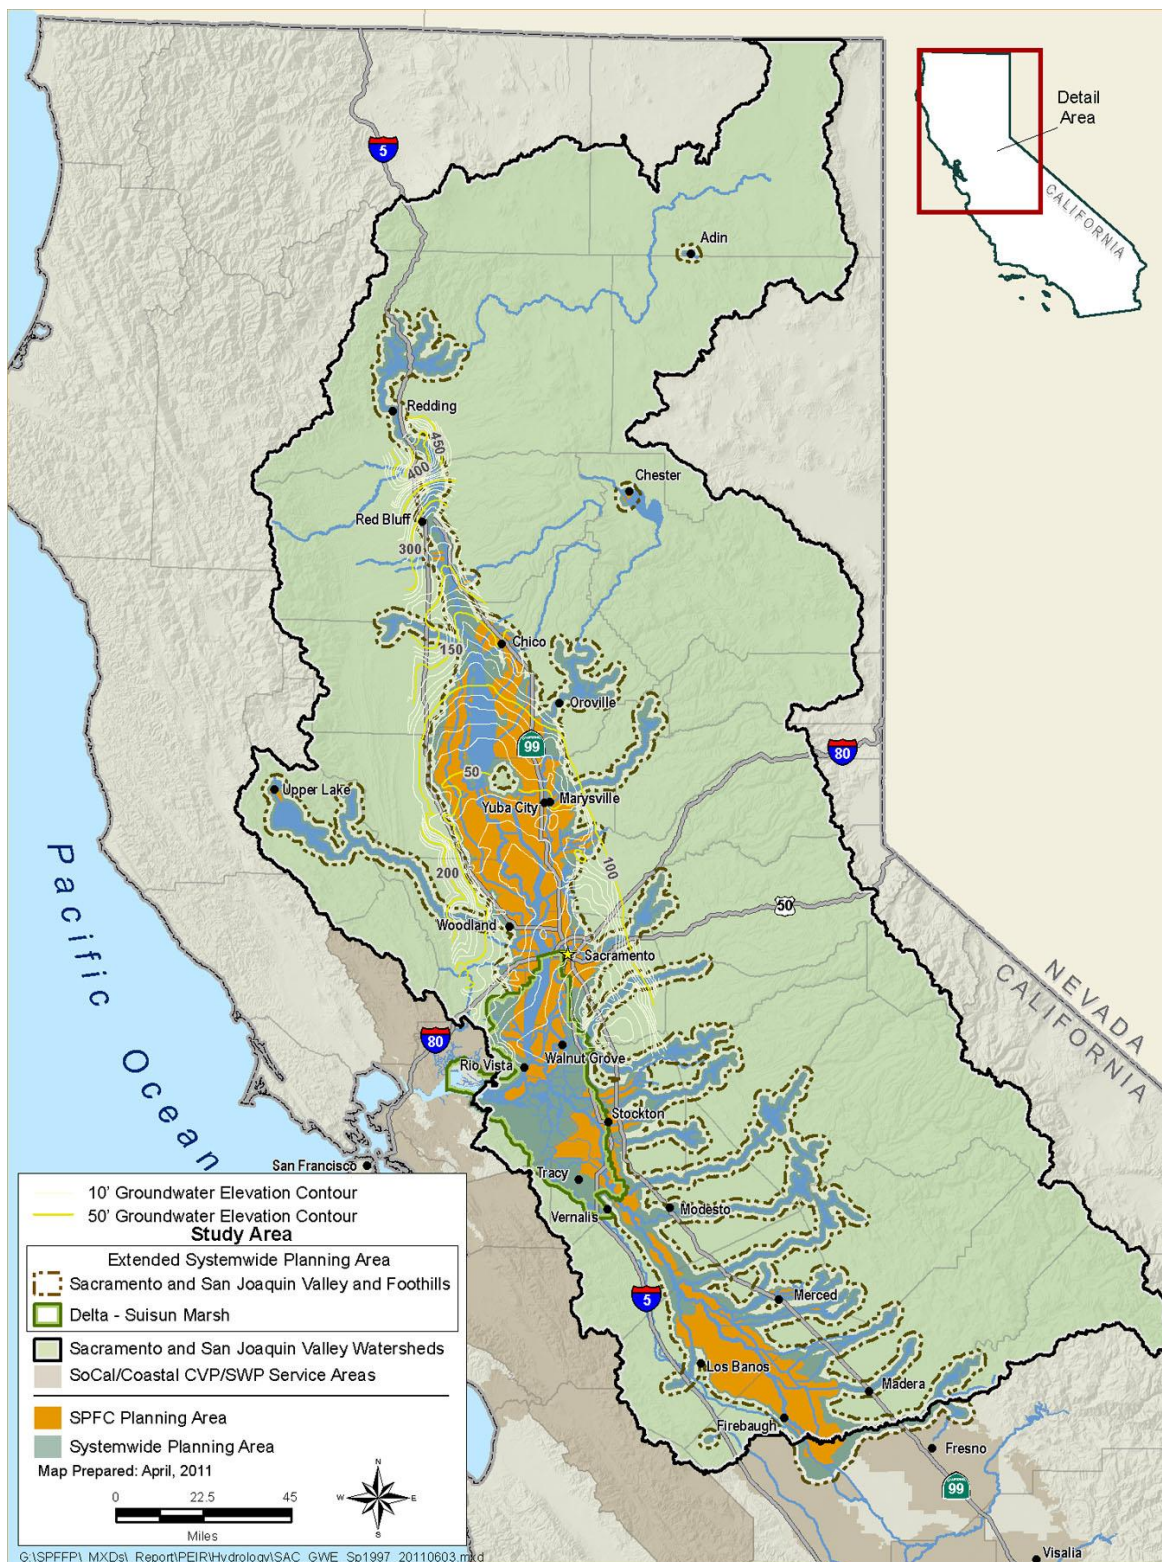 5
Detail
Area
CALIFORNIA
Adin
Redding
450
400
Chester
Red Bluff
300
Chico
150
Oroville
99
80
50
Upper Lake
Yuba City
Marysville
100
200
50
Woodland
Sacramento
NEVADA
CALIFORNIA
Pacific Ocean
80
Walnut Grove
Rio Vista
Stockton
San Francisco
Tracy
Vernalis
Modesto
5
Merced
Los Banos
Madera
Firebaugh
Fresno
99
Visalia
10' Groundwater Elevation Contour
50' Groundwater Elevation Contour
Study Area
Extended Systemwide Planning Area
Sacramento and San Joaquin Valley and Foothills
Delta - Suisun Marsh
Sacramento and San Joaquin Valley Watersheds
SoCal/Coastal CVP/SWP Service Areas
SPFC Planning Area
Systemwide Planning Area
Map Prepared: April, 2011
N
W E
S
0 22.5 45
Miles
G:\SPFFP\_MXDs\_Report\PEIR\Hydrology\SAC_GWE_Sp1997_20110603.mxd